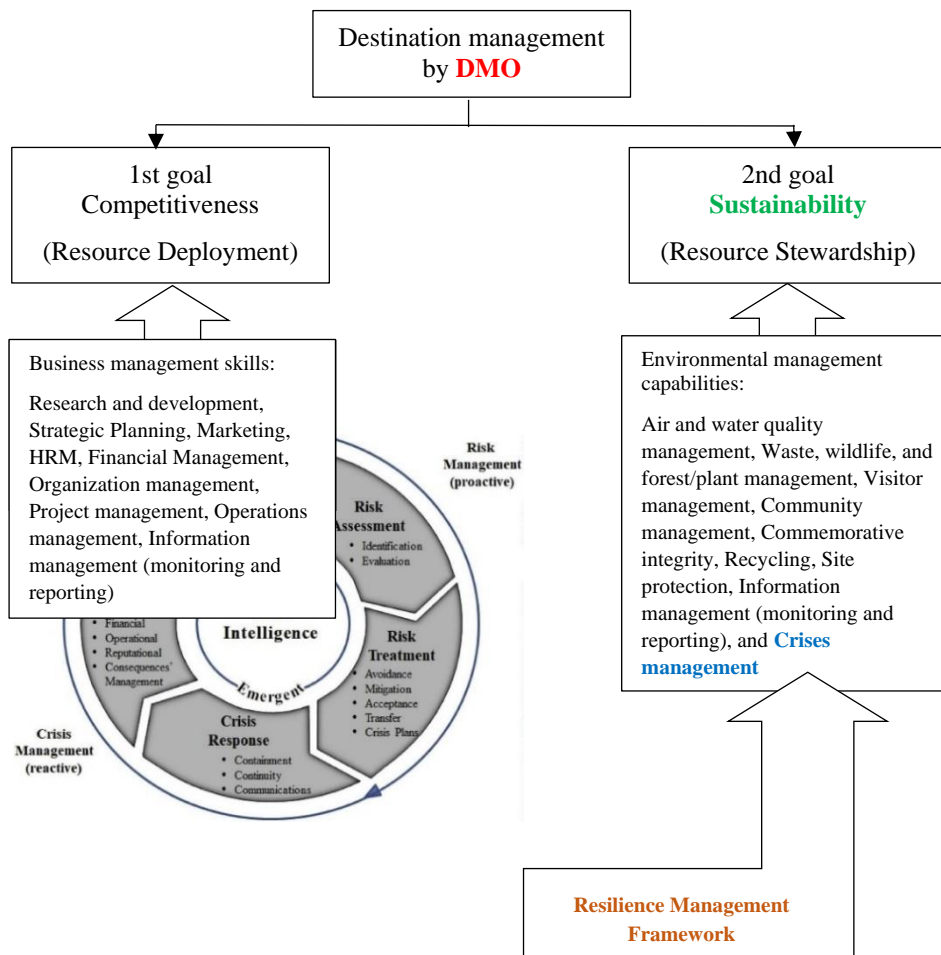 Destination management
by DMO
1st goal
Competitiveness
(Resource Deployment)
2nd goal
Sustainability
(Resource Stewardship)
Business management skills:
Research and development,
Strategic Planning, Marketing,
HRM, Financial Management,
Organization management,
Project management, Operations
management, Information
management (monitoring and
reporting)
Environmental management
capabilities:
Air and water quality
management, Waste, wildlife, and
forest/plant management, Visitor
management, Community
management, Commemorative
integrity, Recycling, Site
protection, Information
management (monitoring and
reporting), and Crises
management
Risk
Management
(proactive)
Risk
• Identification
• Evaluation
Intelligence
Emergent
Risk
Treatment
• Avoidance
• Mitigation
• Acceptance
• Transfer
• Crisis Plans
• Financial
• Operational
• Reputational
• Consequences'
Management
Crisis
Response
• Containment
• Continuity
• Communications
Crisis
Management
(reactive)
Resilience Management
Framework